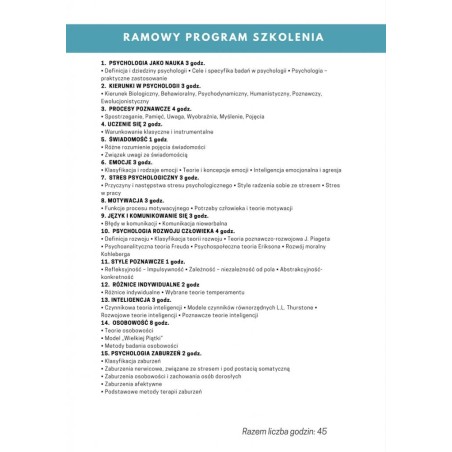 RAMOWY PROGRAM SZKOLENIA
1. PSYCHOLOGIA JAKO NAUKA 3 godz.
• Definicja i dziedziny psychologii • Cele i specyfika badań w psychologii • Psychologia –
praktyczne zastosowanie
2. KIERUNKI W PSYCHOLOGII 3 godz.
• Kierunek Biologiczny, Behawioralny, Psychodynamiczny, Humanistyczny, Poznawczy,
Ewolucjonistyczny
3. PROCESY POZNAWCZE 4 godz.
• Spostrzeganie, Pamięć, Uwaga, Wyobraźnia, Myślenie, Pojęcia
4. UCZENIE SIĘ 2 godz.
• Warunkowanie klasyczne i instrumentalne
5. ŚWIADOMOŚĆ 1 godz.
• Różne rozumienie pojęcia świadomości
• Związek uwagi ze świadomością
6. EMOCJE 3 godz.
• Klasyfikacja i rodzaje emocji • Teorie i koncepcje emocji • Inteligencja emocjonalna i agresja
7. STRES PSYCHOLOGICZNY 3 godz.
• Przyczyny i następstwa stresu psychologicznego • Style radzenia sobie ze stresem • Stres
w pracy
8. MOTYWACJA 3 godz.
• Funkcje procesu motywacyjnego • Potrzeby człowieka i teorie motywacji
9. JĘZYK I KOMUNIKOWANIE SIĘ 3 godz.
• Błędy w komunikacji • Komunikacja niewerbalna
10. PSYCHOLOGIA ROZWOJU CZŁOWIEKA 4 godz.
• Definicja rozwoju • Klasyfikacja teorii rozwoju • Teoria poznawczo-rozwojowa J. Piageta
• Psychoanalityczna teoria Freuda • Psychospołeczna teoria Eriksona • Rozwój moralny
Kohlberga
11. STYLE POZNAWCZE 1 godz.
• Refleksyjność – Impulsywność • Zależność – niezależność od pola • Abstrakcyjność-
konkretność
12. RÓŻNICE INDYWIDUALNE 2 godz
• Różnice indywidualne • Wybrane teorie temperamentu
13. INTELIGENCJA 3 godz.
• Czynnikowe teorie inteligencji • Modele czynników równorzędnych L.L. Thurstone •
Rozwojowe teorie inteligencji • Poznawcze teorie inteligencji
14. OSOBOWOŚĆ 8 godz.
• Teorie osobowości
• Model „Wielkiej Piątki”
• Metody badania osobowości
15. PSYCHOLOGIA ZABURZEŃ 2 godz.
• Klasyfikacja zaburzeń
• Zaburzenia nerwicowe, związane ze stresem i pod postacią somatyczną
• Zaburzenia osobowości i zachowania osób dorosłych
• Zaburzenia afektywne
• Podstawowe metody terapii zaburzeń
Razem liczba godzin: 45